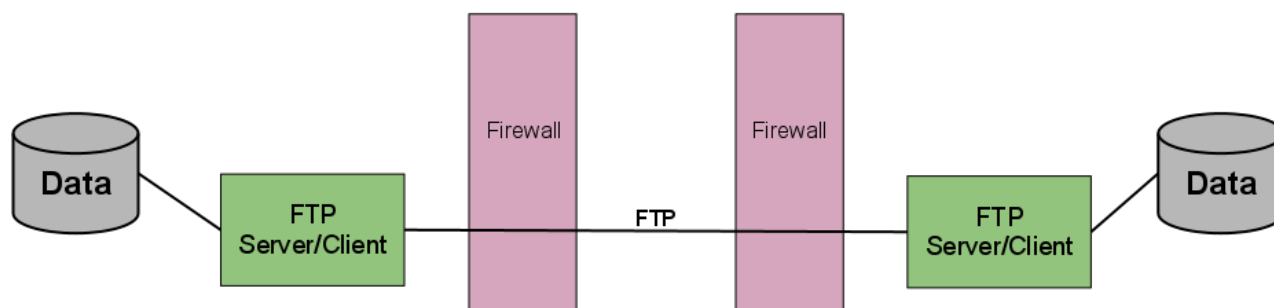 Firewall
Firewall
Data
FTP
Server/Client
FTP
FTP
Server/Client
Data